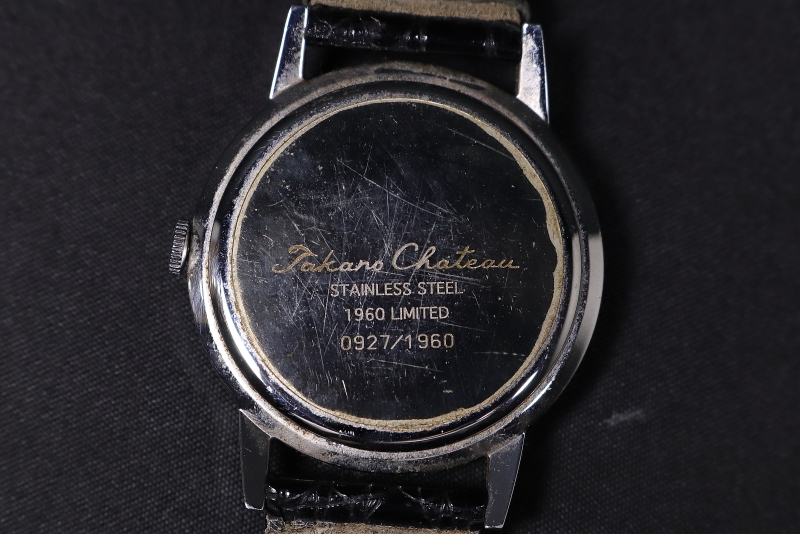 Takano Chateau
STAINLESS STEEL
1960 LIMITED
0927/1960